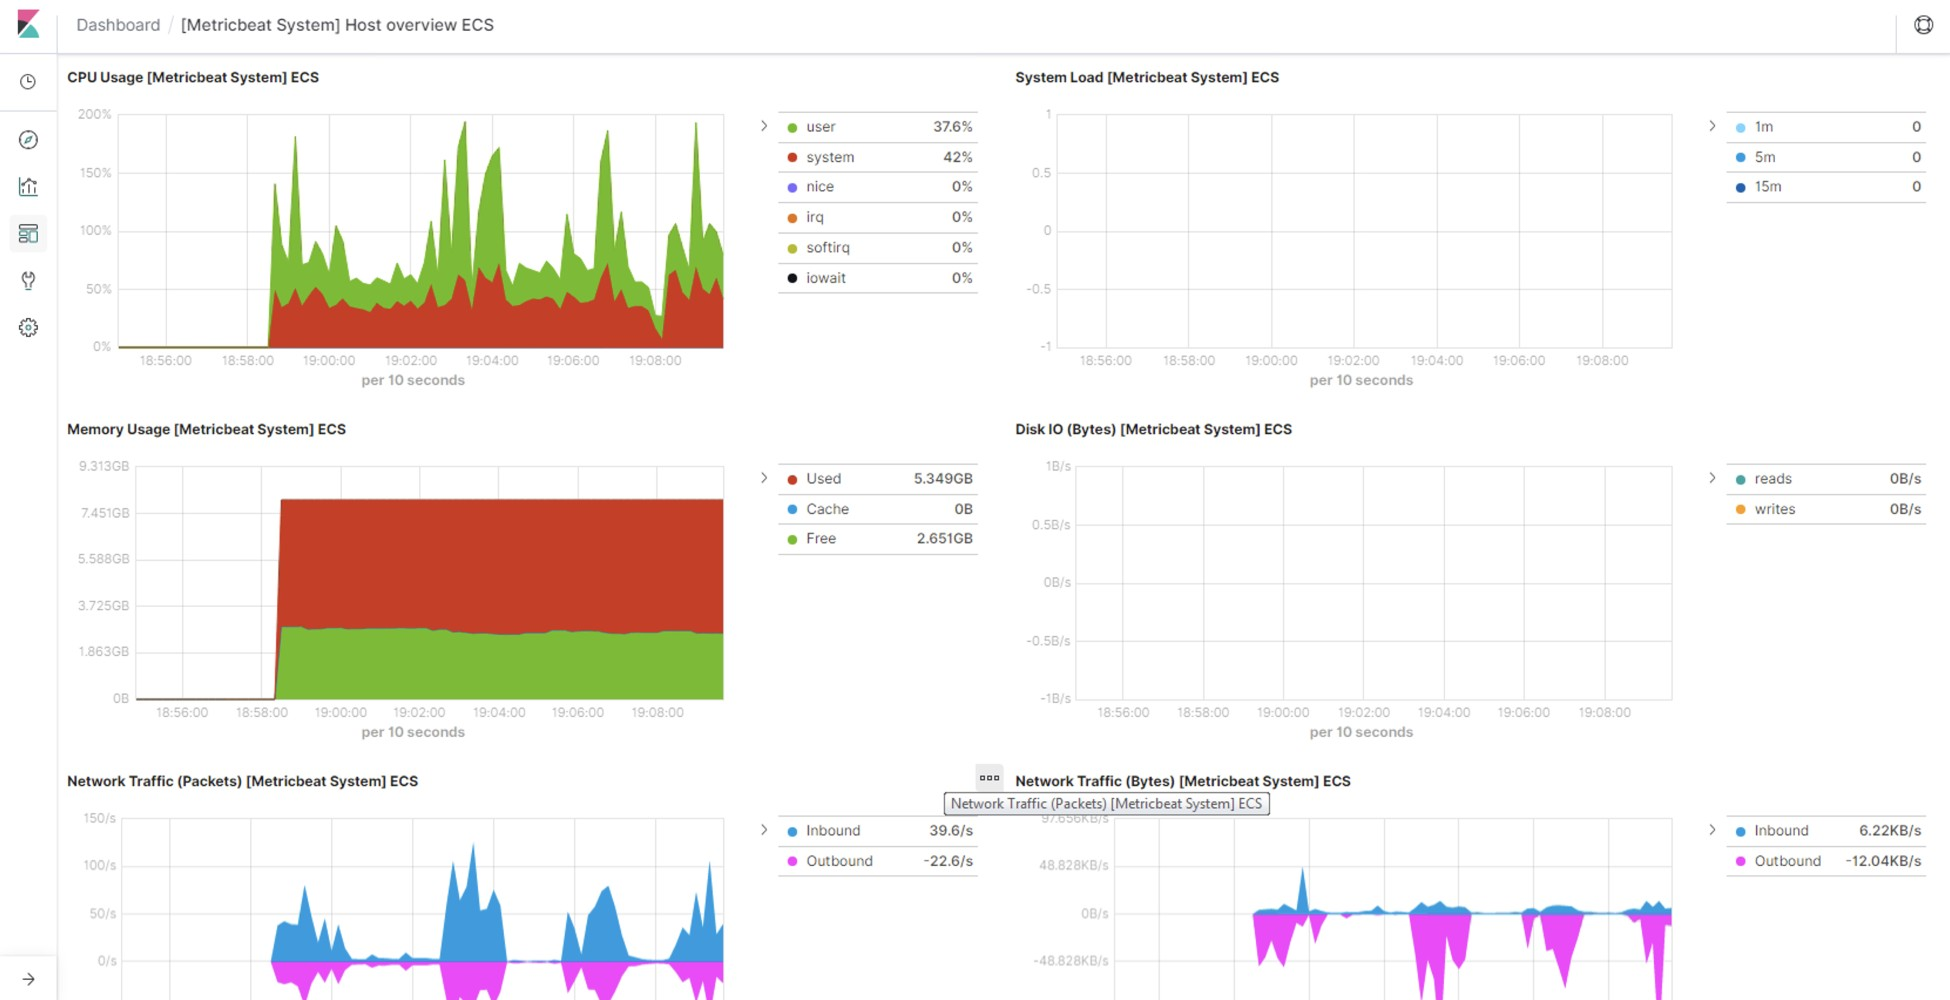 Dashboard / [Metricbeat System] Host overview ECS
CPU Usage [Metricbeat System] ECS
200%
150%
100%
50%
0%
18:56:00 18:58:00 19:00:00 19:02:00 19:04:00 19:06:00 19:08:00
per 10 seconds
user 37.6%
system 42%
nice 0%
irq 0%
softirq 0%
iowait 0%
System Load [Metricbeat System] ECS
1
0.5
0
-0.5
-1
18:56:00 18:58:00 19:00:00 19:02:00 19:04:00 19:06:00 19:08:00
per 10 seconds
1m 0
5m 0
15m 0
Memory Usage [Metricbeat System] ECS
9.313GB
7.451GB
5.588GB
3.725GB
1.863GB
0B
18:56:00 18:58:00 19:00:00 19:02:00 19:04:00 19:06:00 19:08:00
per 10 seconds
Used 5.349GB
Cache 0B
Free 2.651GB
Disk IO (Bytes) [Metricbeat System] ECS
1B/s
0.5B/s
0B/s
-0.5B/s
-1B/s
18:56:00 18:58:00 19:00:00 19:02:00 19:04:00 19:06:00 19:08:00
per 10 seconds
reads 0B/s
writes 0B/s
Network Traffic (Packets) [Metricbeat System] ECS
150/s
100/s
50/s
0/s
Inbound 39.6/s
Outbound -22.6/s
Network Traffic (Bytes) [Metricbeat System] ECS
Network Traffic (Packets) [Metricbeat System] ECS
97.656KB/s
48.828KB/s
0B/s
-48.828KB/s
Inbound 6.22KB/s
Outbound -12.04KB/s